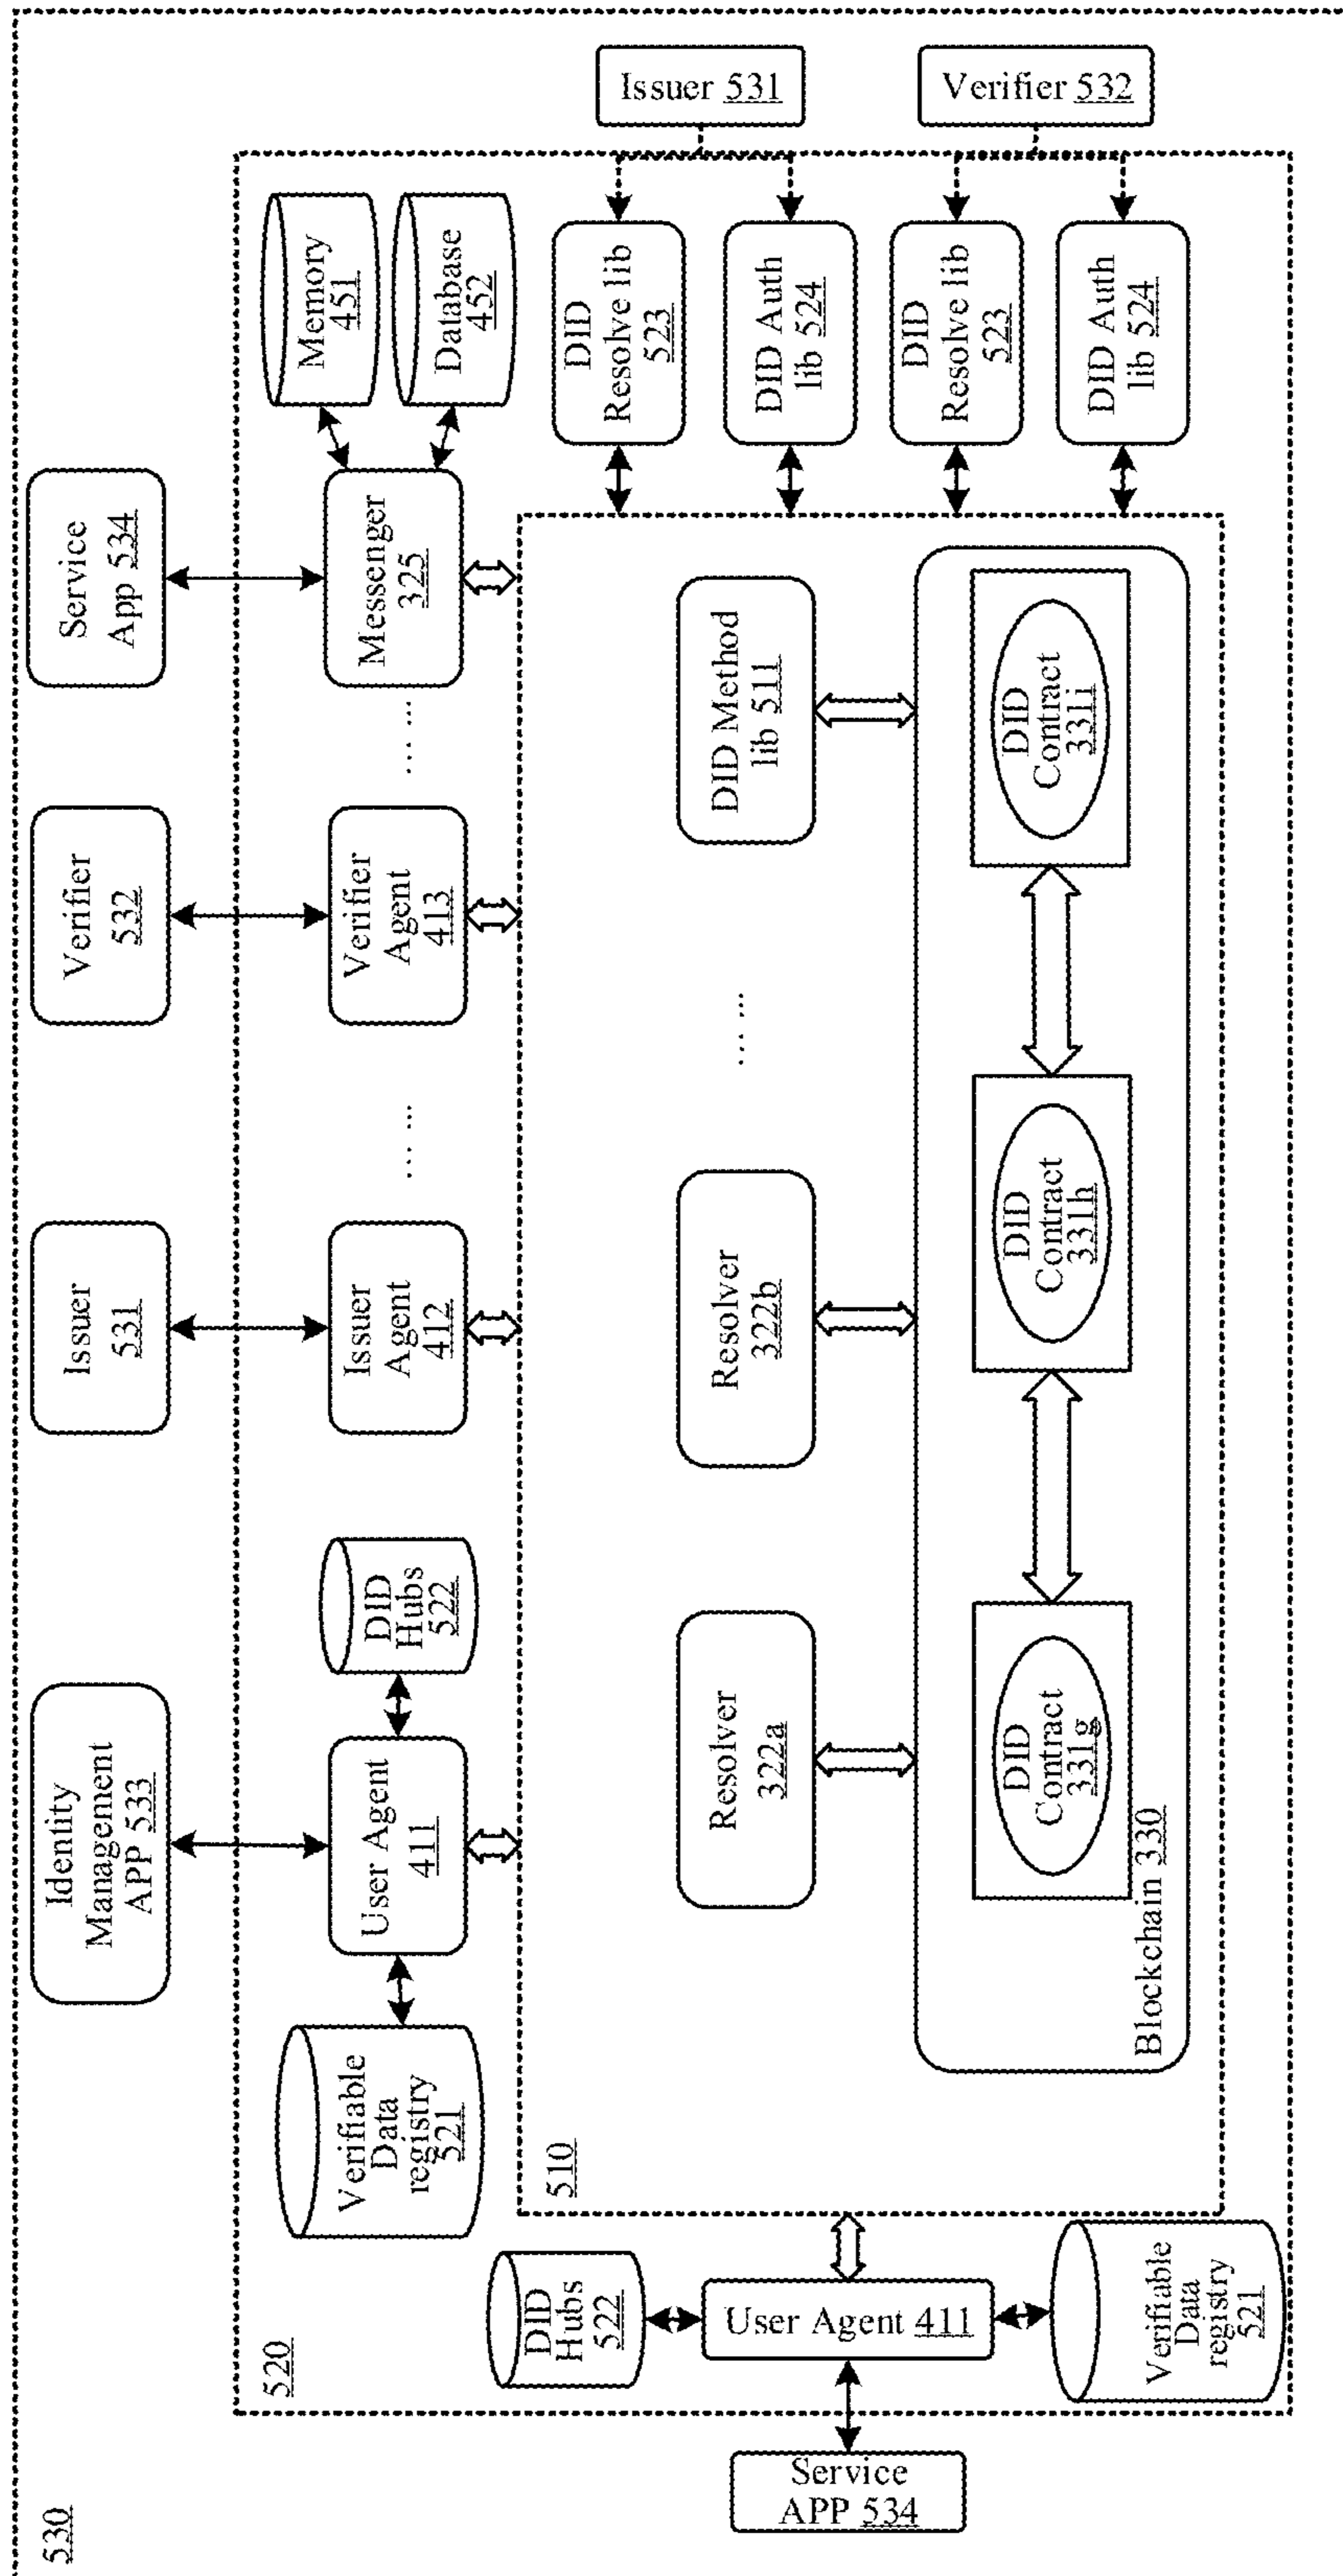 530
Identity
Management
APP 533
Issuer
531
Verifier
532
Service
App 534
520
Verifiable
Data
registry
521
User Agent
411
DID
Hubs
522
Issuer
Agent
412
... ...
Verifier
Agent
413
... ...
Messenger
325
Memory
451
Database
452
Issuer 531
Verifier 532
DID
Resolve lib
523
DID Auth
lib 524
DID
Resolve lib
523
DID Auth
lib 524
510
Resolver
322a
Resolver
322b
... ...
DID Method
lib 511
DID
Contract
331g
DID
Contract
331h
DID
Contract
331i
Blockchain 330
DID
Hubs
522
User Agent 411
Verifiable
Data
registry
521
Service
APP 534